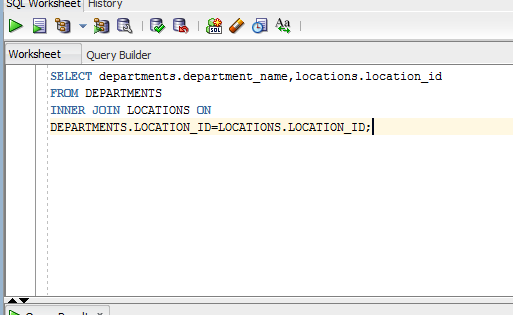 SQL Worksheet History
Worksheet Query Builder
SELECT departments.department_name,locations.location_id
FROM DEPARTMENTS
INNER JOIN LOCATIONS ON
DEPARTMENTS.LOCATION_ID=LOCATIONS.LOCATION_ID;